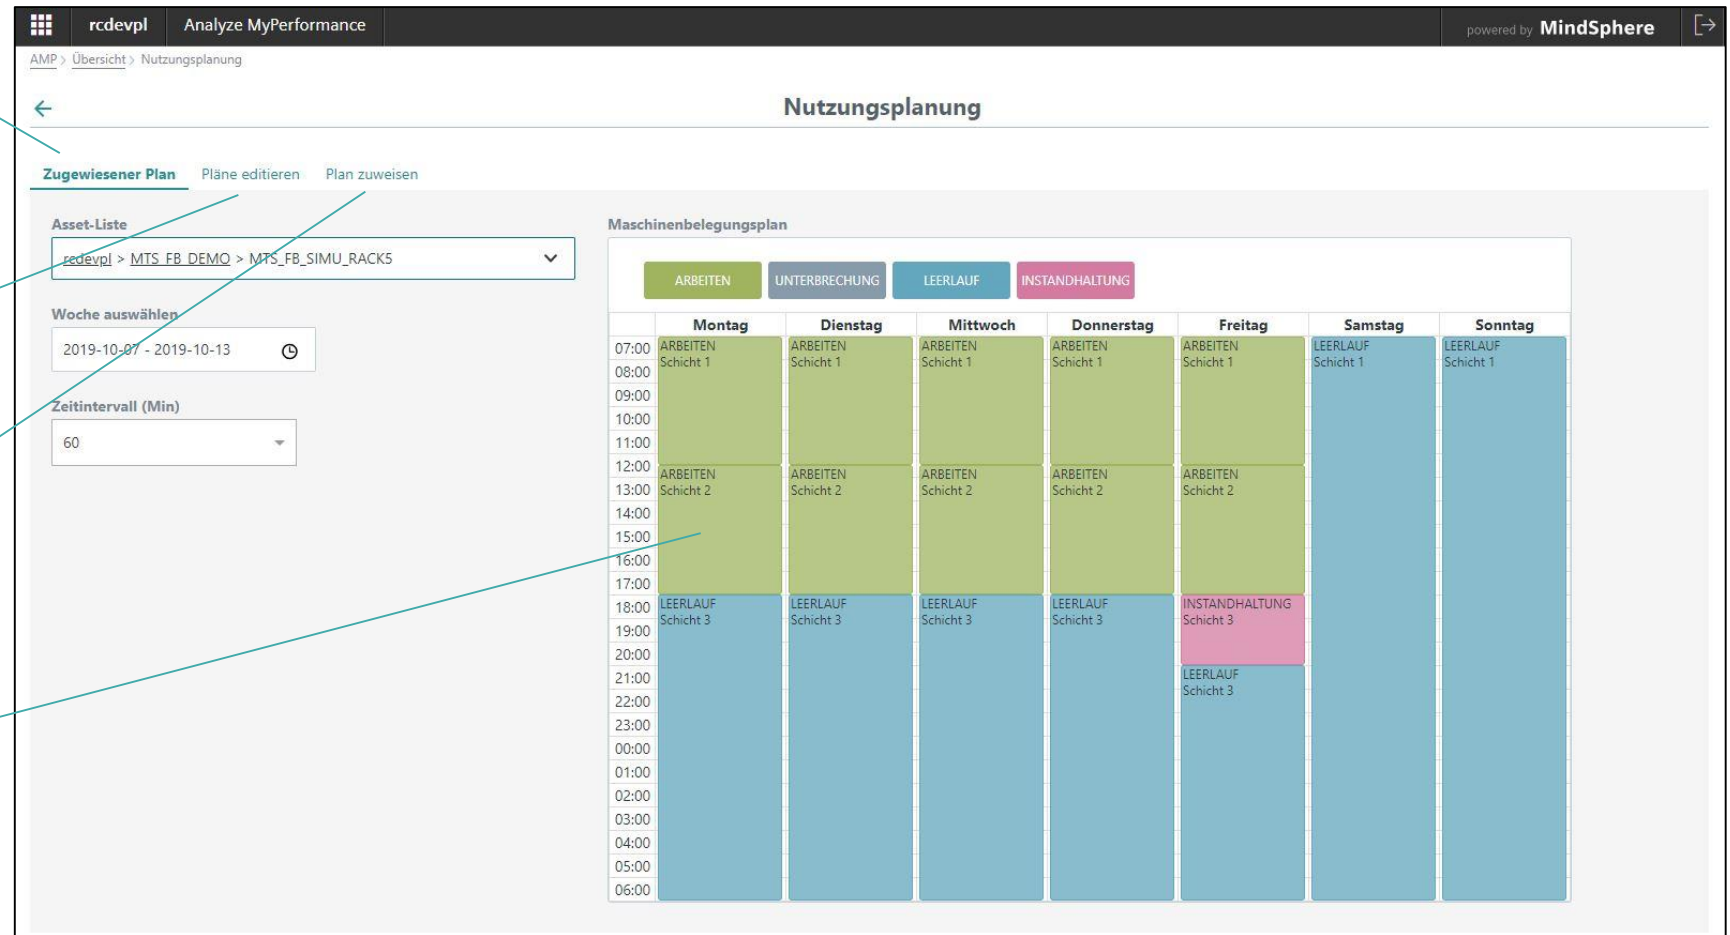 rcdevpl Analyze MyPerformance powered by MindSphere
AMP > Übersicht > Nutzungsplanung
Nutzungsplanung
Zugewiesener Plan Pläne editieren Plan zuweisen
Asset-Liste
rcdevpl > MTS_FB_DEMO > MTS_FB_SIMU_RACK5
Woche auswählen
2019-10-07 - 2019-10-13
Zeitintervall (Min)
60
Maschinenbelegungsplan
ARBEITEN UNTERBRECHUNG LEERLAUF INSTANDHALTUNG
Montag Dienstag Mittwoch Donnerstag Freitag Samstag Sonntag
07:00 ARBEITEN ARBEITEN ARBEITEN ARBEITEN ARBEITEN LEERLAUF LEERLAUF
Schicht 1 Schicht 1 Schicht 1 Schicht 1 Schicht 1 Schicht 1 Schicht 1
08:00
09:00
10:00
11:00
12:00 ARBEITEN ARBEITEN ARBEITEN ARBEITEN ARBEITEN
13:00 Schicht 2 Schicht 2 Schicht 2 Schicht 2 Schicht 2
14:00
15:00
16:00
17:00
18:00 LEERLAUF LEERLAUF LEERLAUF LEERLAUF INSTANDHALTUNG
Schicht 3 Schicht 3 Schicht 3 Schicht 3 Schicht 3
19:00
20:00
21:00 LEERLAUF
Schicht 3
22:00
23:00
00:00
01:00
02:00
03:00
04:00
05:00
06:00